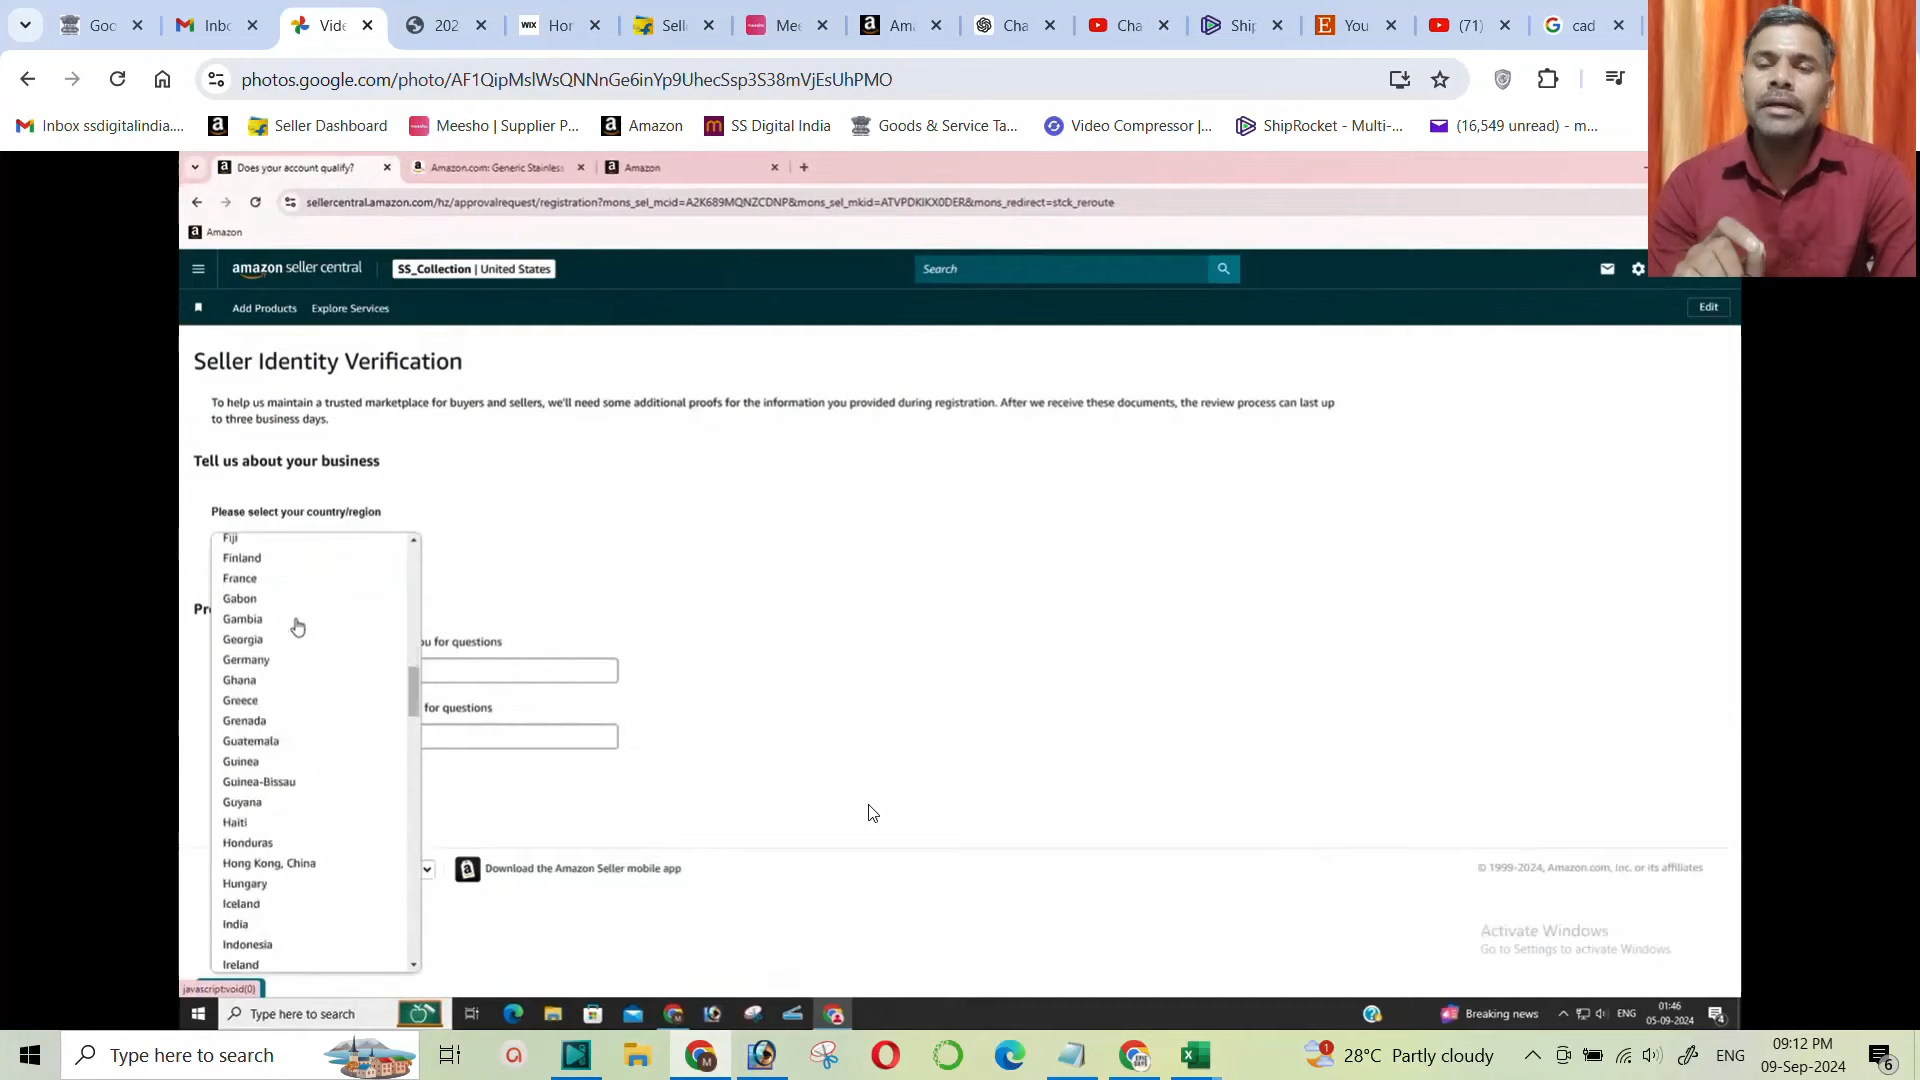 Goo
Inbo
Vide
202
WIX
Hor
Sell
Mee
Am
Cha
Cha
Ship
You
(71)
cad
photos.google.com/photo/AF1QipMslWsQNNnGe6inYp9UhecSsp3S38mVjEsUhPMO
Inbox ssdigitalindia....
Seller Dashboard
Meesho | Supplier P...
Amazon
SS Digital India
Goods & Service Ta...
Video Compressor |...
ShipRocket - Multi-...
(16,549 unread) - m...
Does your account qualify?
Amazon.com: Generic Stainless
Amazon
sellercentral.amazon.com/hz/approvalrequest/registration?mons_sel_mcid=A2K689MQNZCDNP&mons_sel_mkid=ATVPDKIKX0DER&mons_redirect=stck_reroute
Amazon
amazon seller central
SS_Collection | United States
Search
Add Products
Explore Services
Edit
Seller Identity Verification
To help us maintain a trusted marketplace for buyers and sellers, we'll need some additional proofs for the information you provided during registration. After we receive these documents, the review process can last up
to three business days.
Tell us about your business
Please select your country/region
Fiji
Finland
France
Gabon
Gambia
Georgia
Germany
Ghana
Greece
Grenada
Guatemala
Guinea
Guinea-Bissau
Guyana
Haiti
Honduras
Hong Kong, China
Hungary
Iceland
India
Indonesia
Ireland
Pr
ou for questions
for questions
Download the Amazon Seller mobile app
© 1999-2024, Amazon.com, Inc. or its affiliates
Activate Windows
Go to Settings to activate Windows.
javascript:void(0)
Type here to search
Breaking news
ENG
01:46
05-09-2024
4
Type here to search
1
28°C Partly cloudy
ENG
09:12 PM
09-Sep-2024
6